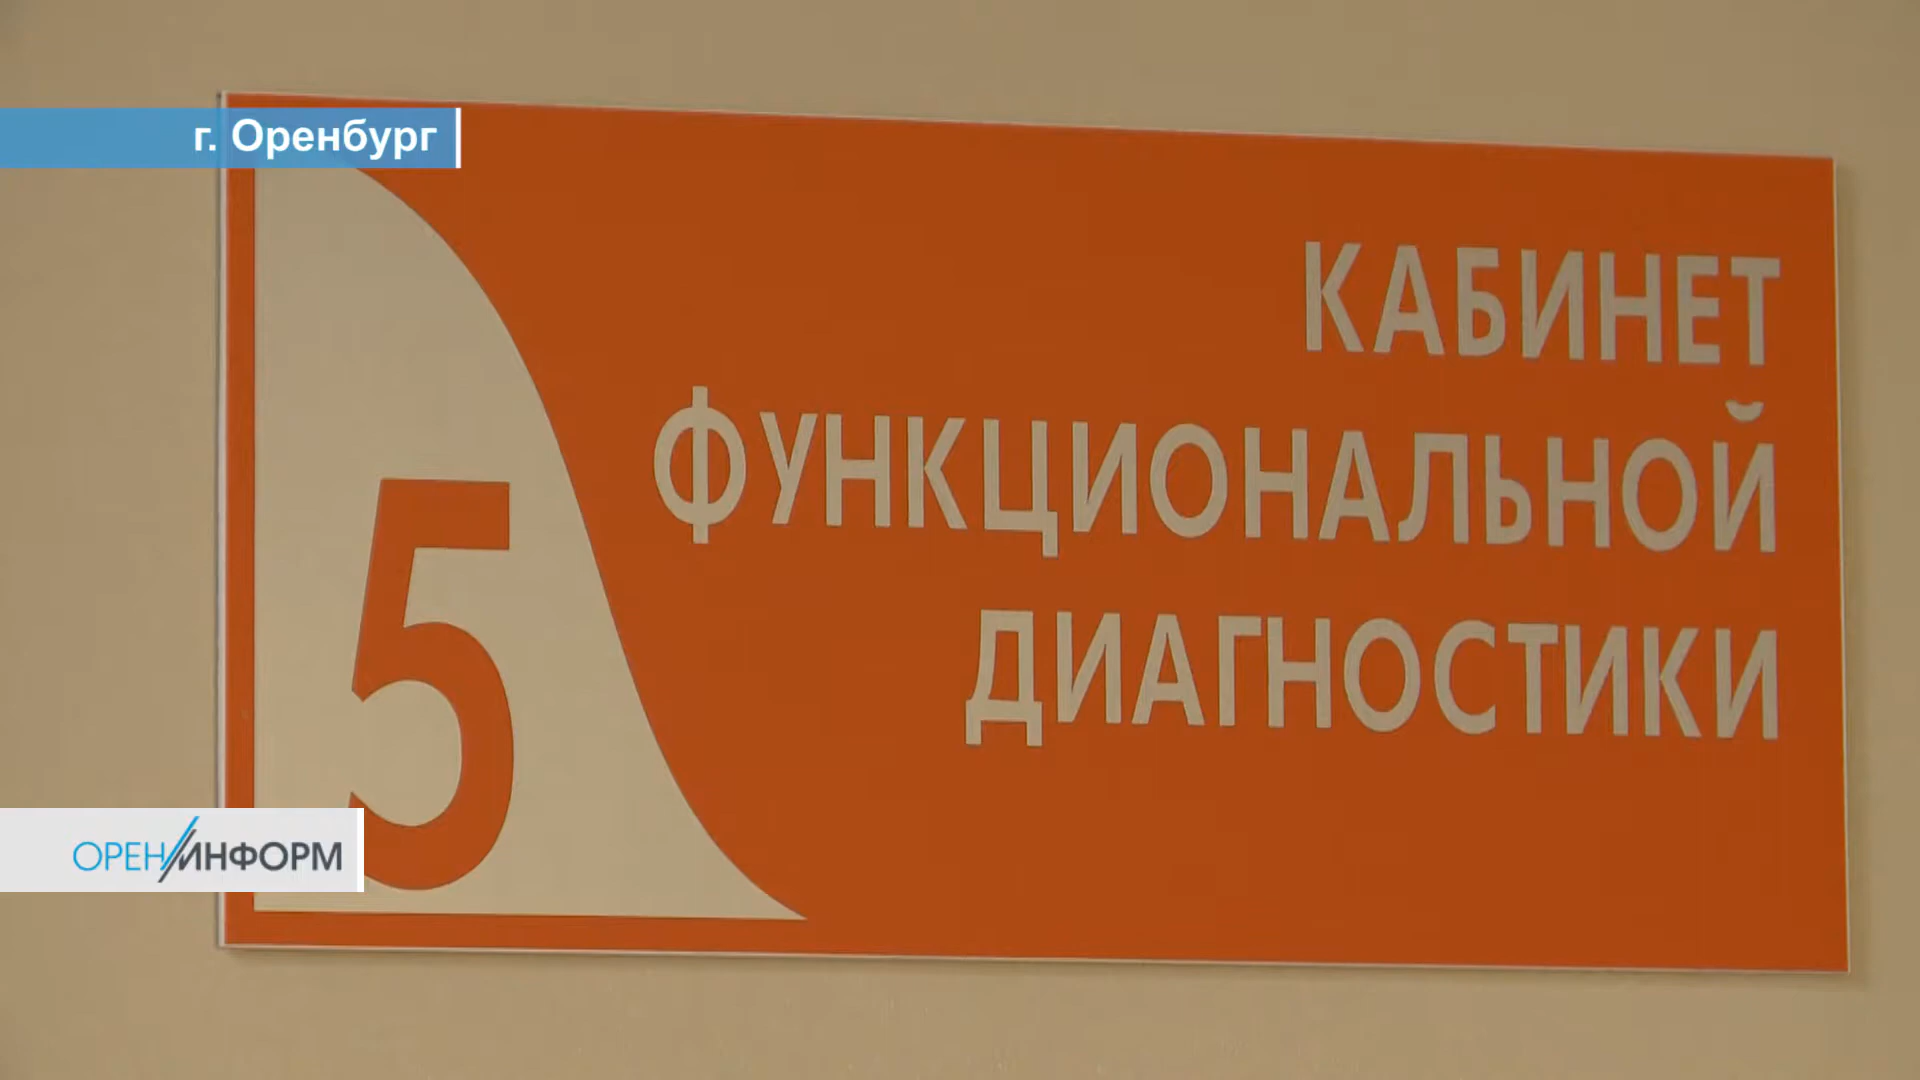 г. Оренбург
КАБИНЕТ
ФУНКЦИОНАЛЬНОЙ
ДИАГНОСТИКИ
5
ОРЕНИНФОРМ